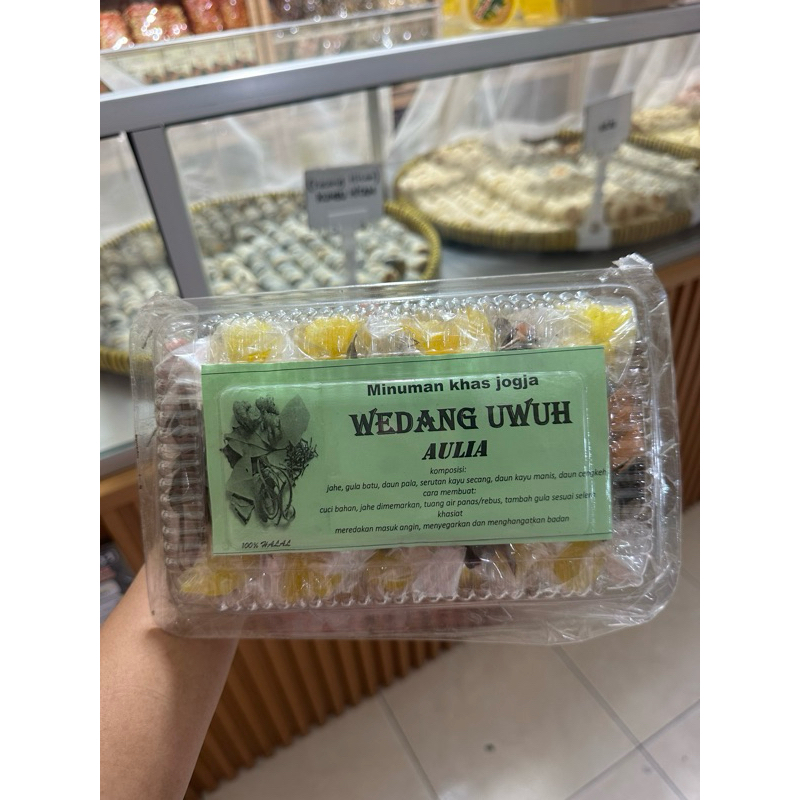 Minuman khas jogja
WEDANG UWUH
AULIA
komposisi:
jahe, gula batu, daun pala, serutan kayu secang, daun kayu manis, daun cengkeh
cara membuat:
cuci bahan, jahe dimemarkan, tuang air panas/rebus, tambah gula sesuai selera
khasiat
meredakan masuk angin, menyegarkan dan menghangatkan badan
100% HALAL